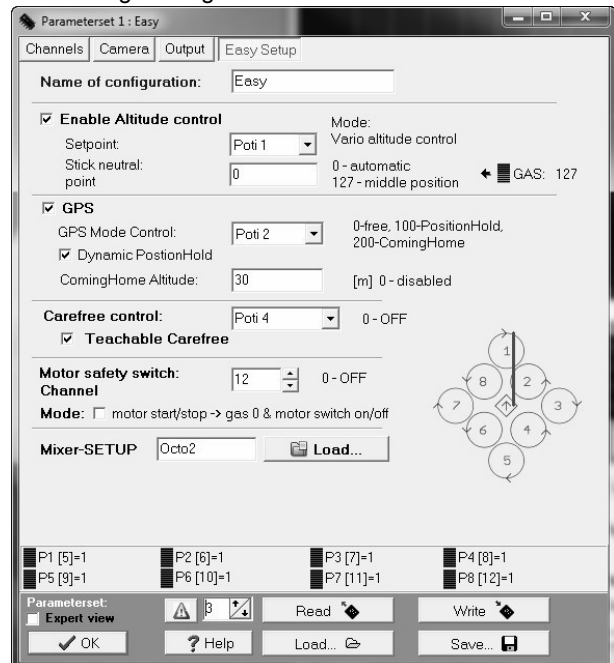 Parameterset 1 : Easy
Channels Camera Output Easy Setup
Name of configuration: Easy
Enable Altitude control Mode:
Setpoint: Poti 1 Vario altitude control
Stick neutral: point 0 0 - automatic
127 - middle position GAS: 127
GPS
GPS Mode Control: Poti 2 0-free, 100-PositionHold,
200-ComingHome
Dynamic PostionHold
ComingHome Altitude: 30 [m] 0 - disabled
Carefree control: Poti 4 0 - OFF
Teachable Carefree
Motor safety switch: 12 0 - OFF
Channel
Mode: motor start/stop -> gas 0 & motor switch on/off
Mixer-SETUP Octo2 Load...
1
8 2
7 3
6 4
5
P1 [5]=1 P2 [6]=1 P3 [7]=1 P4 [8]=1
P5 [9]=1 P6 [10]=1 P7 [11]=1 P8 [12]=1
Parameterset:
Expert view 3 Read Write
OK ? Help Load... Save...